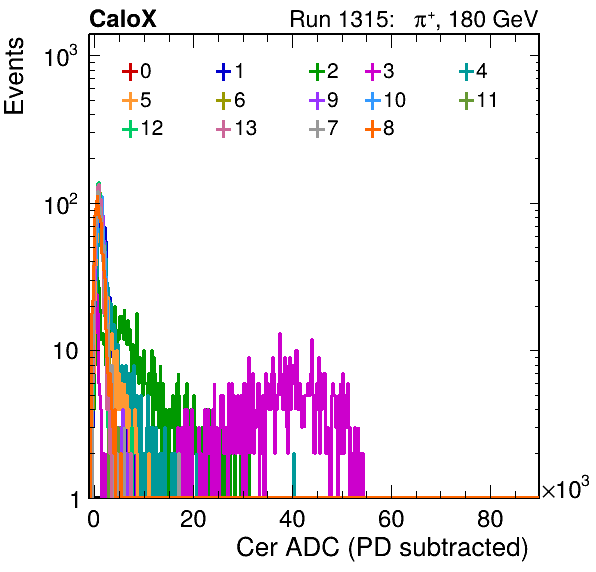 CaloX Run 1315: π⁺, 180 GeV
Events
10³
10²
10
1
0 1 2 3 4
5 6 9 10 11
12 13 7 8
0 20 40 60 80
×10³
Cer ADC (PD subtracted)